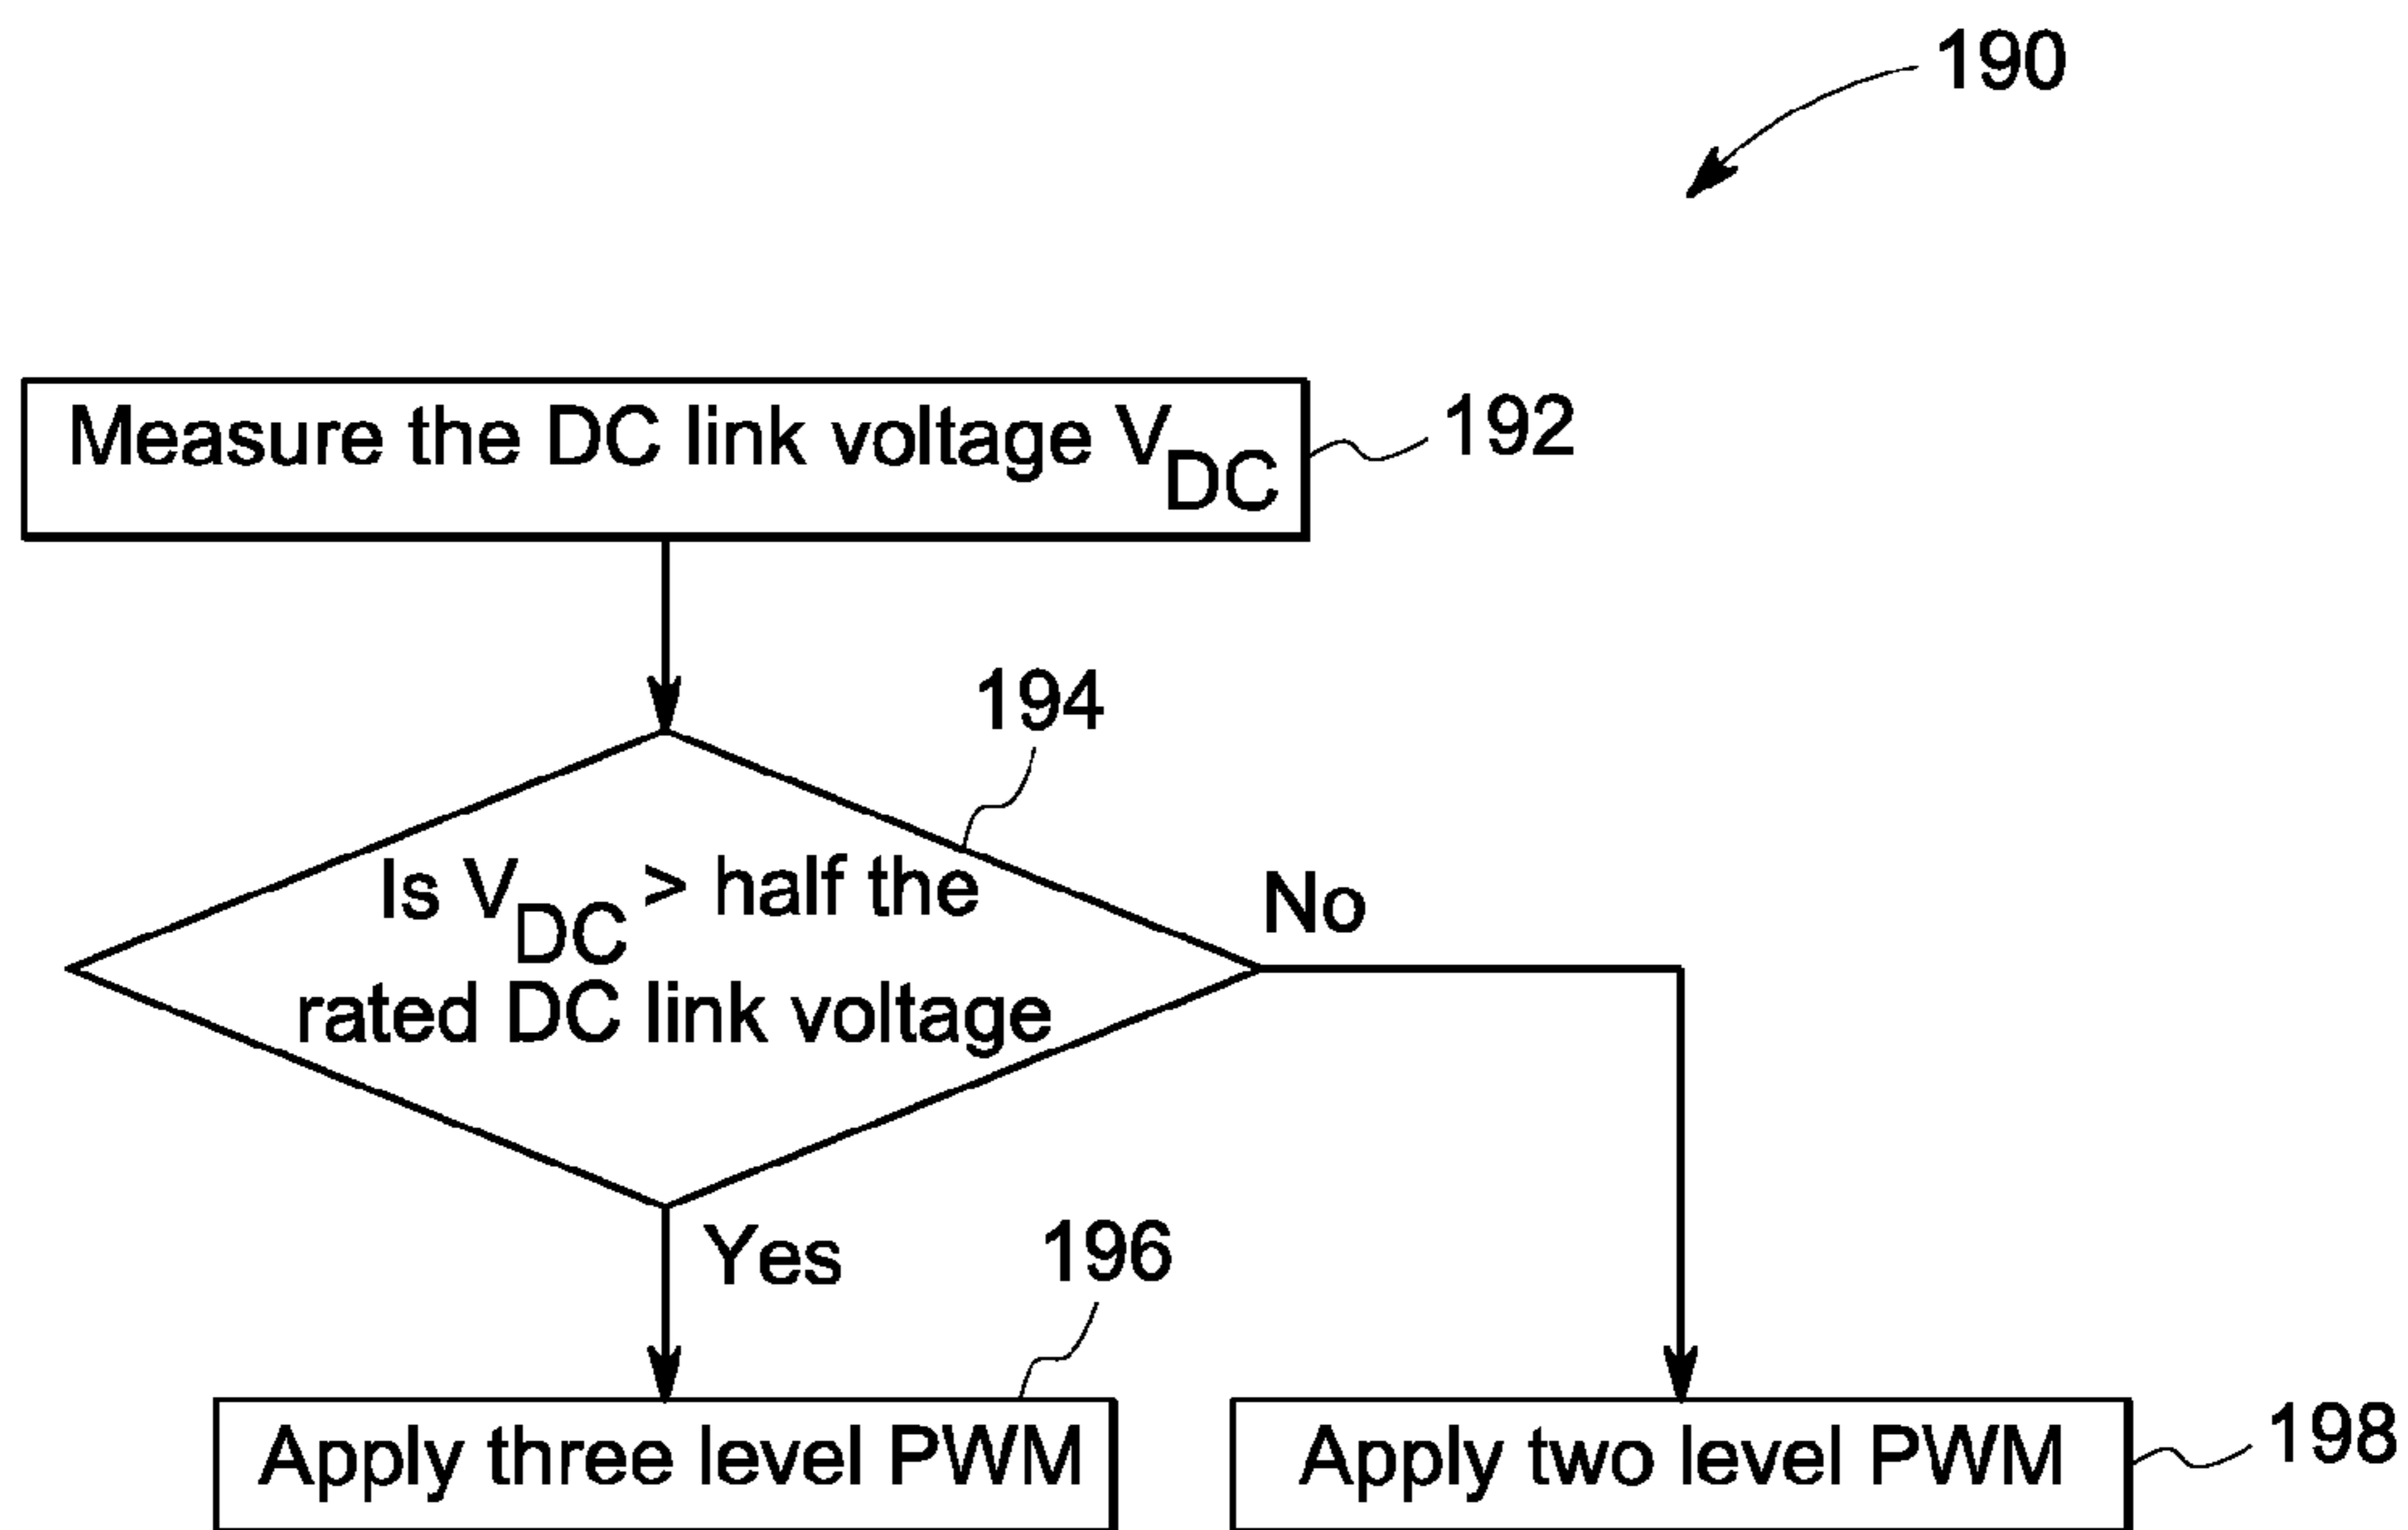 190
Measure the DC link voltage VDC
192
194
Is VDC > half the
rated DC link voltage
No
Yes
196
Apply three level PWM
Apply two level PWM
198